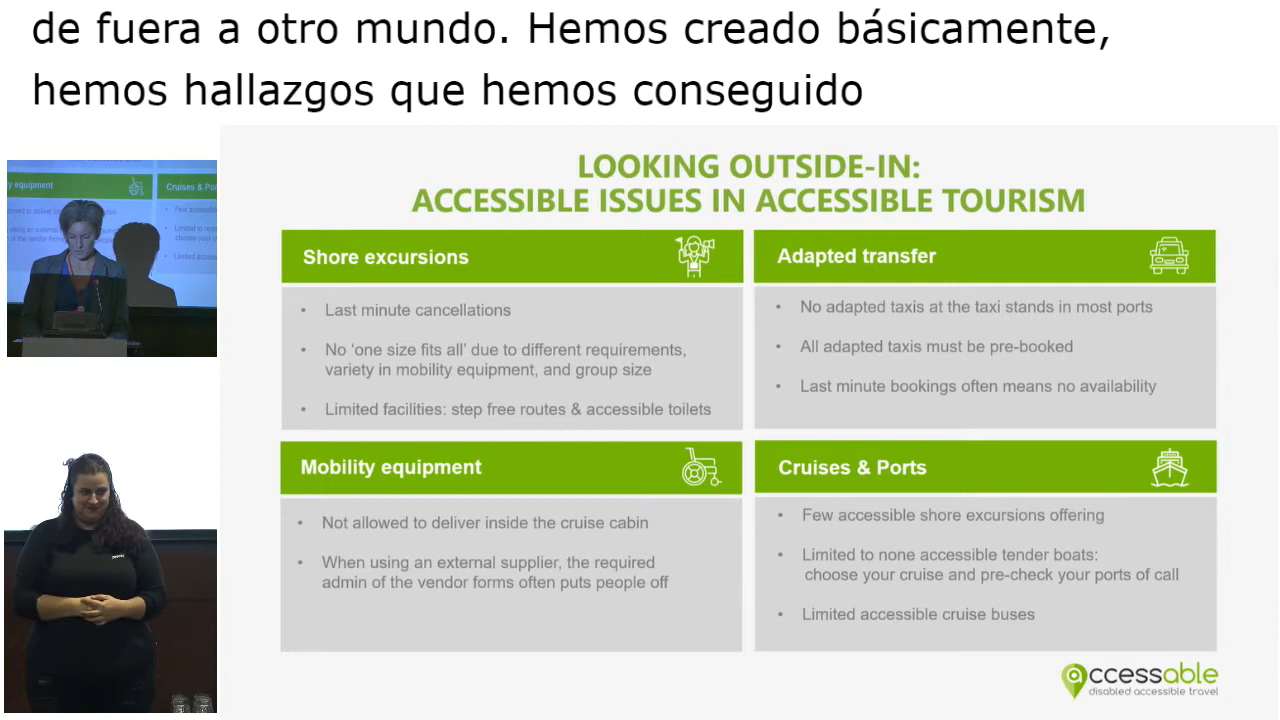 de fuera a otro mundo. Hemos creado básicamente,
hemos hallazgos que hemos conseguido
LOOKING OUTSIDE-IN:
ACCESSIBLE ISSUES IN ACCESSIBLE TOURISM
Shore excursions
• Last minute cancellations
• No ‘one size fits all’ due to different requirements,
variety in mobility equipment, and group size
• Limited facilities: step free routes & accessible toilets
Adapted transfer
• No adapted taxis at the taxi stands in most ports
• All adapted taxis must be pre-booked
• Last minute bookings often means no availability
Mobility equipment
• Not allowed to deliver inside the cruise cabin
• When using an external supplier, the required
admin of the vendor forms often puts people off
Cruises & Ports
• Few accessible shore excursions offering
• Limited to none accessible tender boats:
choose your cruise and pre-check your ports of call
• Limited accessible cruise buses
accessable
disabled accessible travel
ty equipment
Cruises & Ports